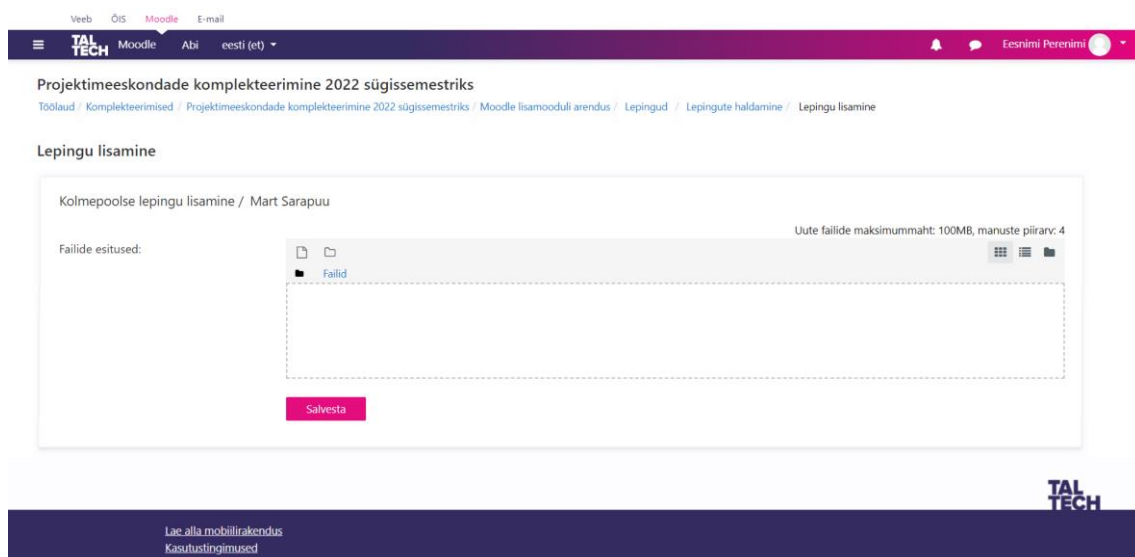 Veeb ÕIS Moodle E-mail
TAL TECH Moodle Abi eesti (et) Eesnimi Perenimi
Projektimeeskondade komplekteerimine 2022 sügissemestriks
Töölaud / Komplekteerimised / Projektimeeskondade komplekteerimine 2022 sügissemestriks / Moodle lisamooduli arendus / Lepingud / Lepingute haldamine / Lepingu lisamine
Lepingu lisamine
Kolmepoolse lepingu lisamine / Mart Sarapuu
Uute failide maksimummaht: 100MB, manuste piirarv: 4
Failide esitused:
Failid
Salvesta
TAL
TECH
Lae alla mobiilirakendus
Kasutustingimused